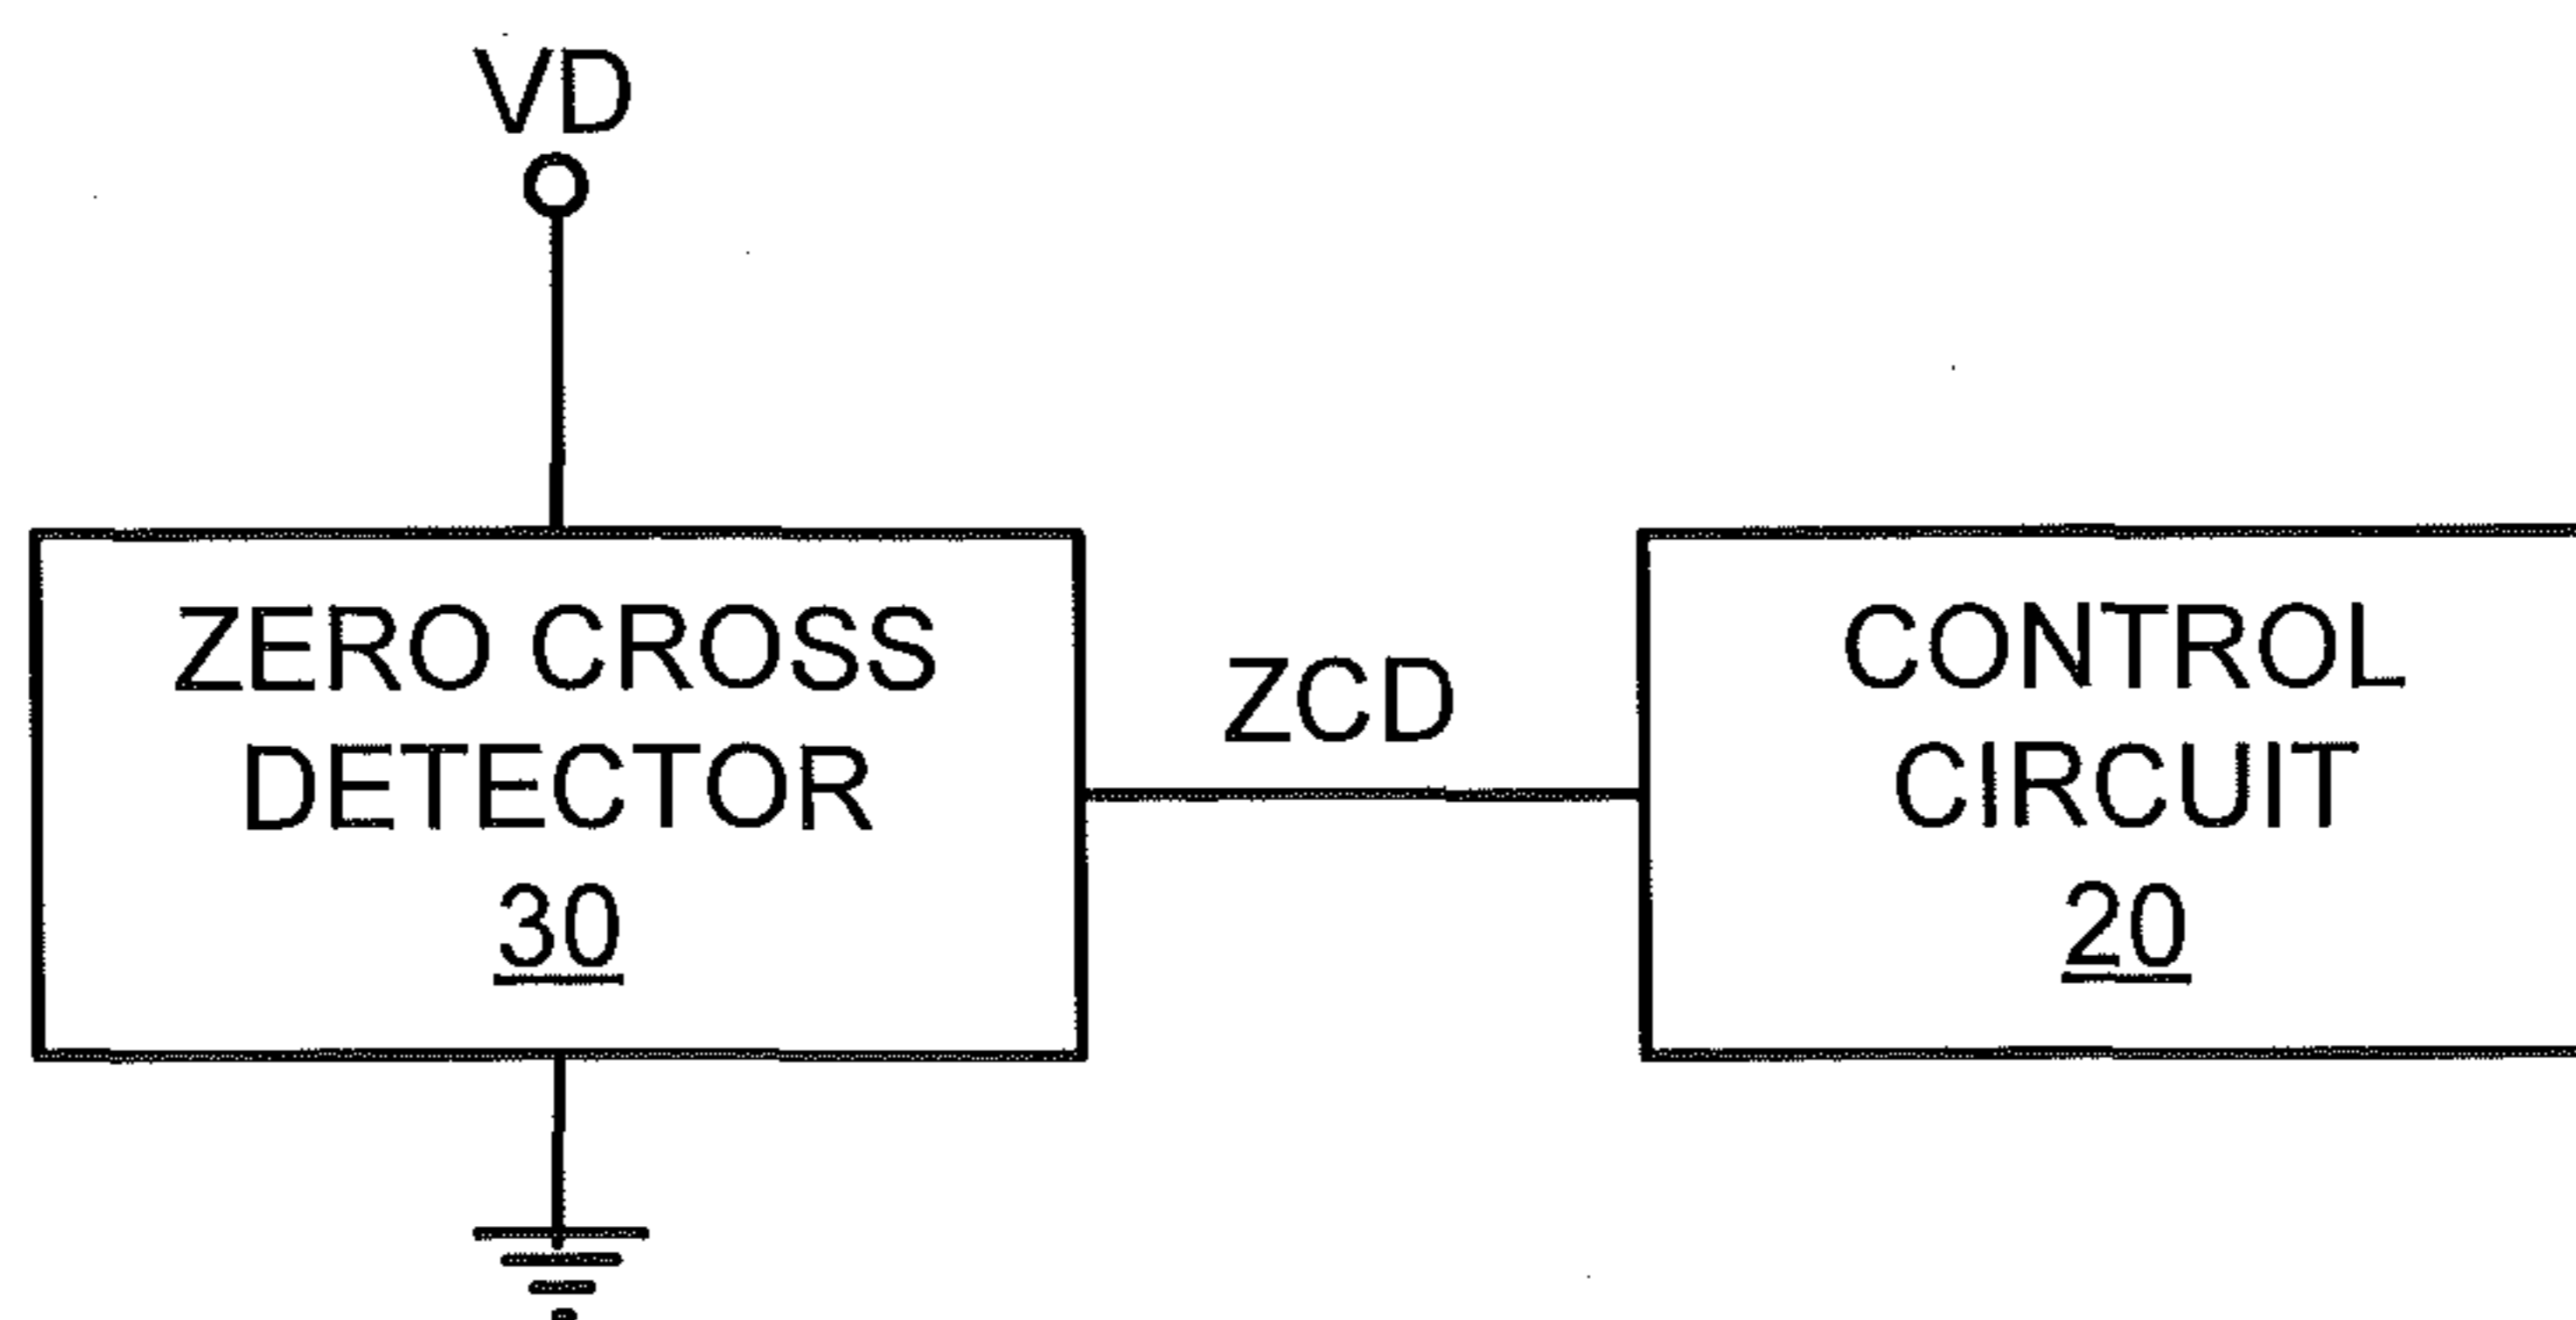 VD
ZERO CROSS
DETECTOR
30
ZCD
CONTROL
CIRCUIT
20